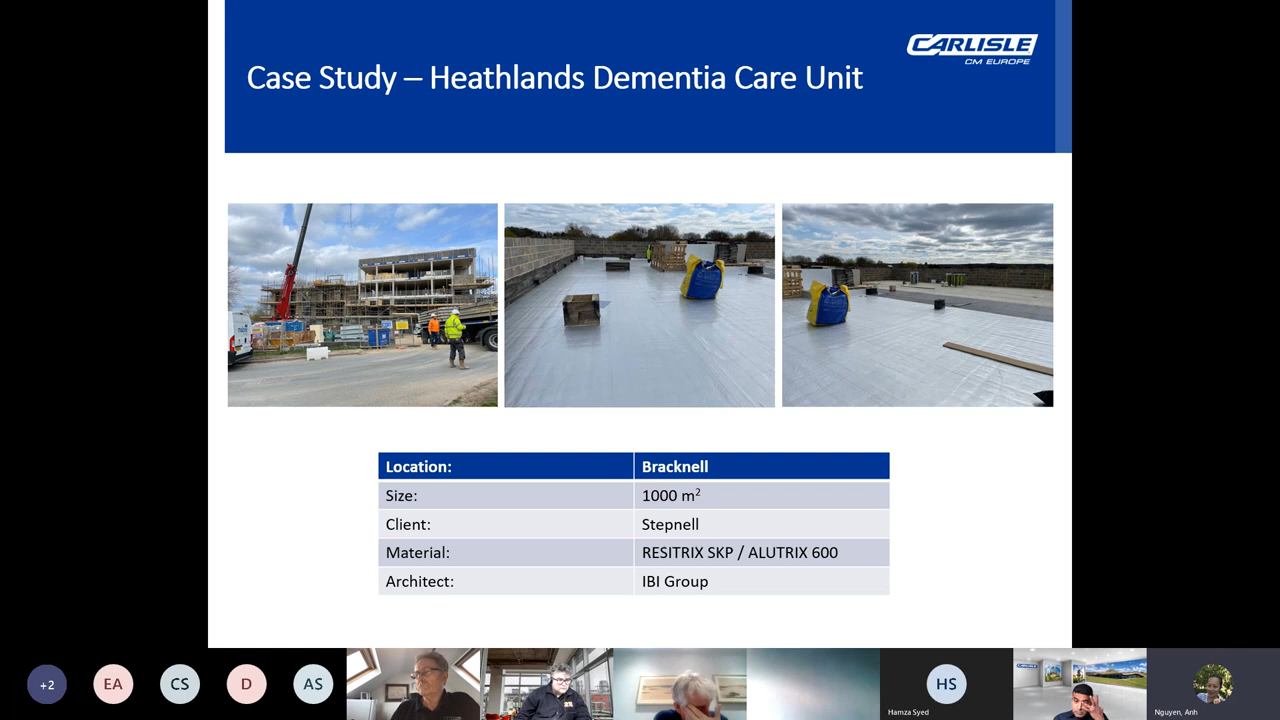 CARLISLE
CM EUROPE
Case Study – Heathlands Dementia Care Unit
Location: Bracknell
Size: 1000 m²
Client: Stepnell
Material: RESITRIX SKP / ALUTRIX 600
Architect: IBI Group
+2 EA CS D AS HS
CARLISLE
Hamza Syed
Nguyen, Anh